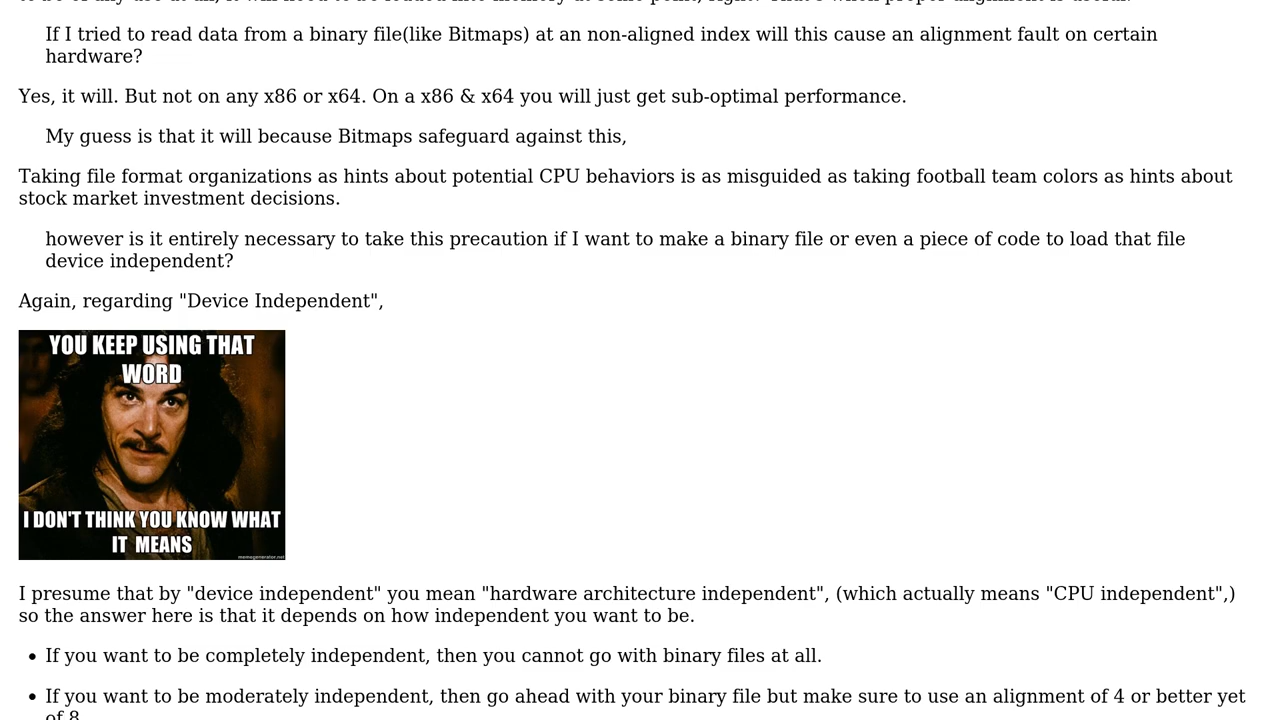 If I tried to read data from a binary file(like Bitmaps) at an non-aligned index will this cause an alignment fault on certain
hardware?
Yes, it will. But not on any x86 or x64. On a x86 & x64 you will just get sub-optimal performance.
My guess is that it will because Bitmaps safeguard against this,
Taking file format organizations as hints about potential CPU behaviors is as misguided as taking football team colors as hints about
stock market investment decisions.
however is it entirely necessary to take this precaution if I want to make a binary file or even a piece of code to load that file
device independent?
Again, regarding "Device Independent",
YOU KEEP USING THAT
WORD
I DON'T THINK YOU KNOW WHAT
IT MEANS
memegenerator.net
I presume that by "device independent" you mean "hardware architecture independent", (which actually means "CPU independent",)
so the answer here is that it depends on how independent you want to be.
• If you want to be completely independent, then you cannot go with binary files at all.
• If you want to be moderately independent, then go ahead with your binary file but make sure to use an alignment of 4 or better yet
of 8